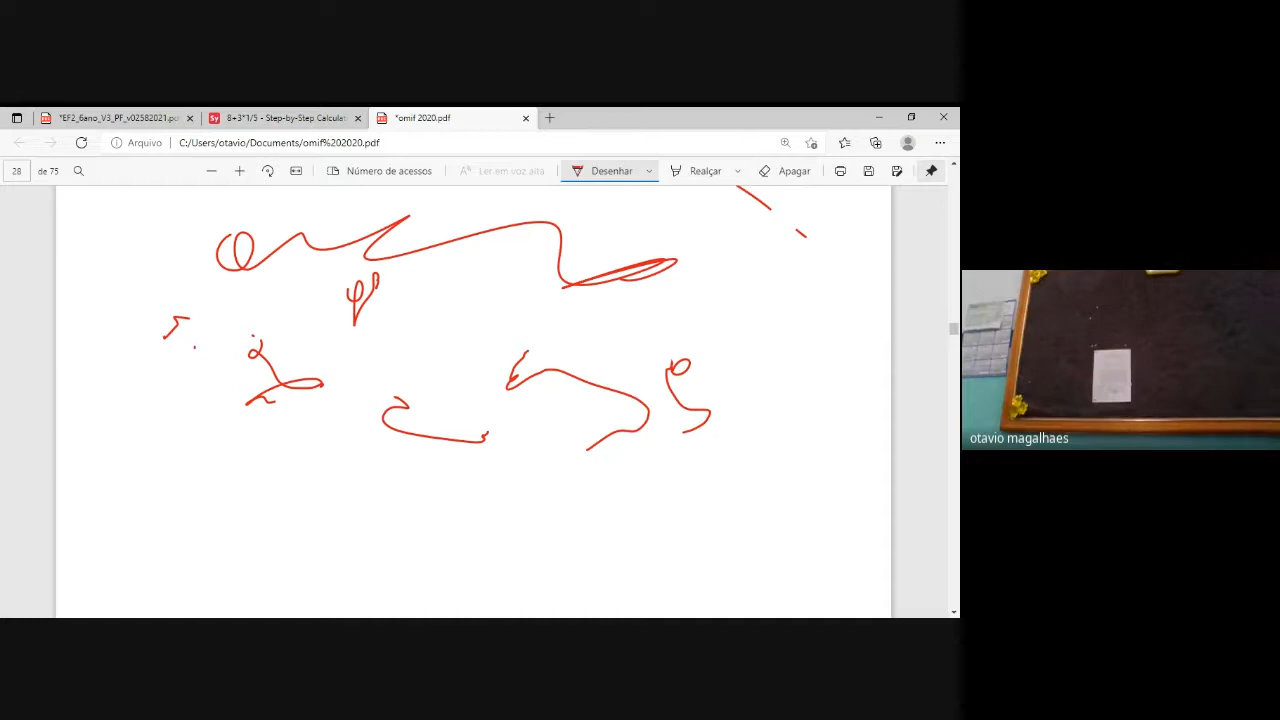 *EF2_6ano_V3_PF_v02582021.pd
8+3*1/5 - Step-by-Step Calculat
*omif 2020.pdf
Arquivo
C:/Users/otavio/Documents/omif%202020.pdf
28 de 75
Número de acessos
Ler em voz alta
Desenhar
Realçar
Apagar
otavio magalhaes